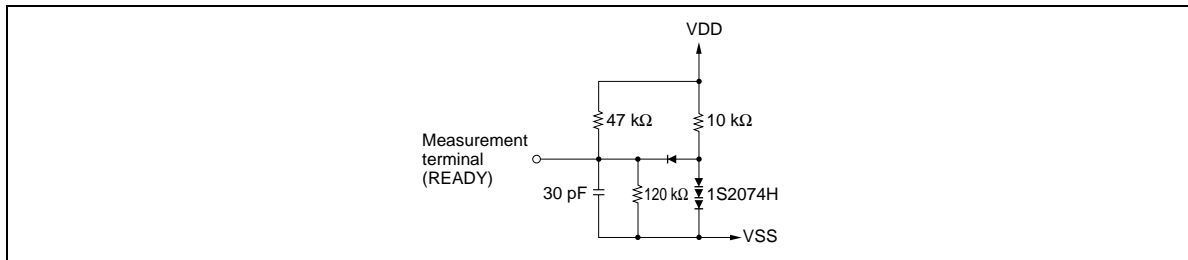 VDD
47 kΩ
10 kΩ
Measurement
terminal
(READY)
30 pF
120 kΩ
1S2074H
VSS